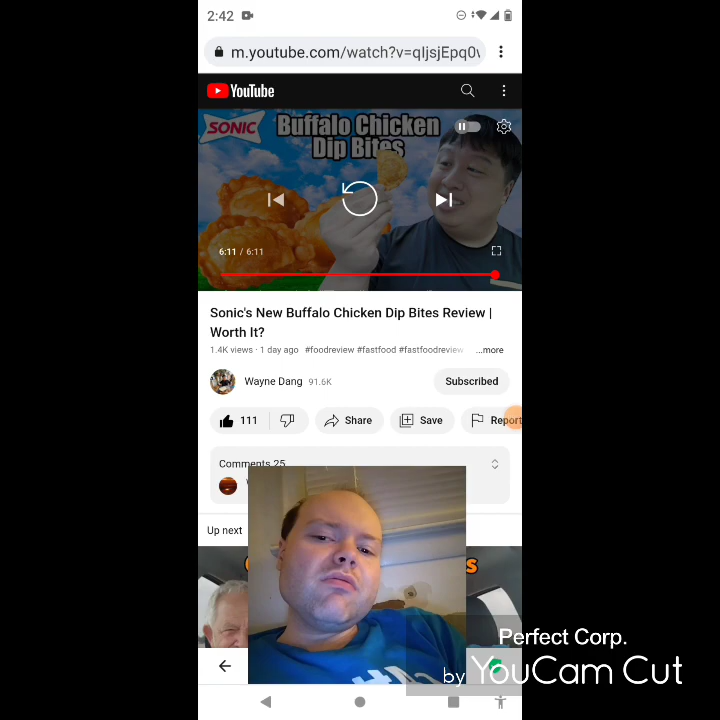 2:42
m.youtube.com/watch?v=qIjsjEpq0
YouTube
SONIC
Buffalo Chicken
Dip Bites
6:11 / 6:11
Sonic's New Buffalo Chicken Dip Bites Review |
Worth It?
1.4K views · 1 day ago #foodreview #fastfood #fastfoodreview ...more
Wayne Dang 91.6K
Subscribed
111
Share
Save
Report
Comments 25
Up next
Perfect Corp.
by YouCam Cut